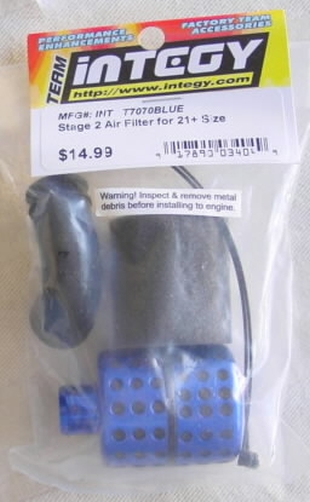 PERFORMANCE
ENHANCEMENTS
FACTORY TEAM
ACCESSORIES
TEAM
iNTEGY
http://www.integy.com
MFG#: INT T7070BLUE
Stage 2 Air Filter for 21+ Size
$14.99
Warning! Inspect & remove metal
debris before installing to engine.